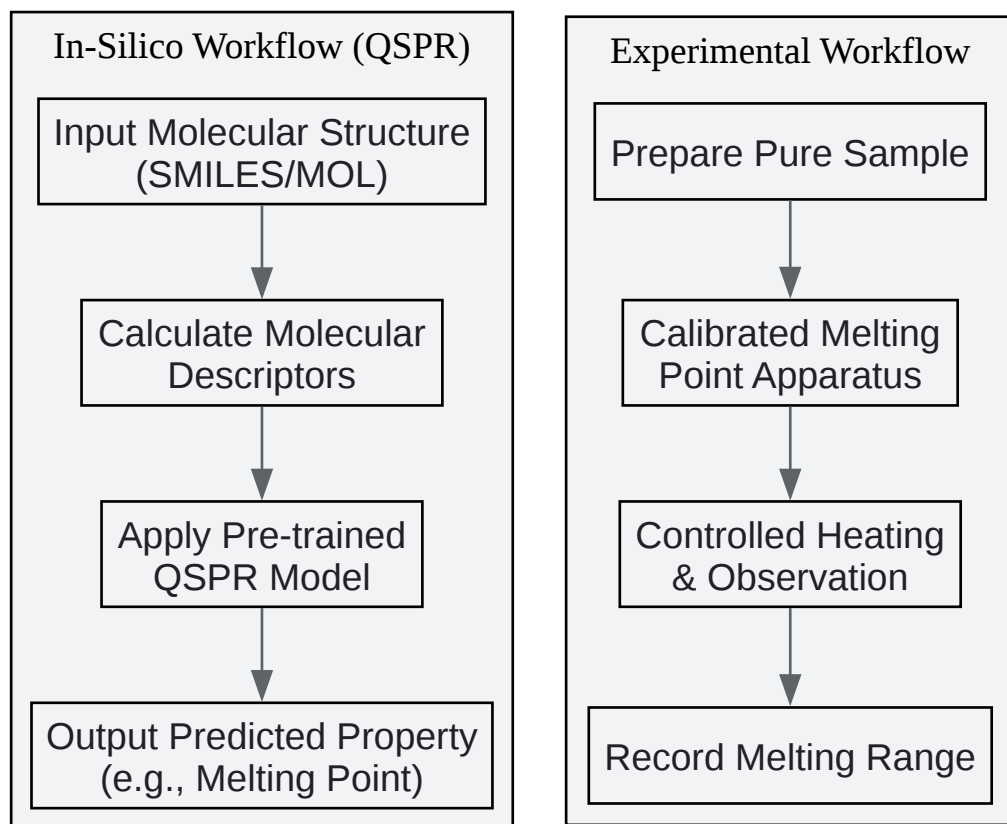 In-Silico Workflow (QSPR)
Input Molecular Structure
(SMILES/MOL)
Calculate Molecular
Descriptors
Apply Pre-trained
QSPR Model
Output Predicted Property
(e.g., Melting Point)
Experimental Workflow
Prepare Pure Sample
Calibrated Melting
Point Apparatus
Controlled Heating
& Observation
Record Melting Range